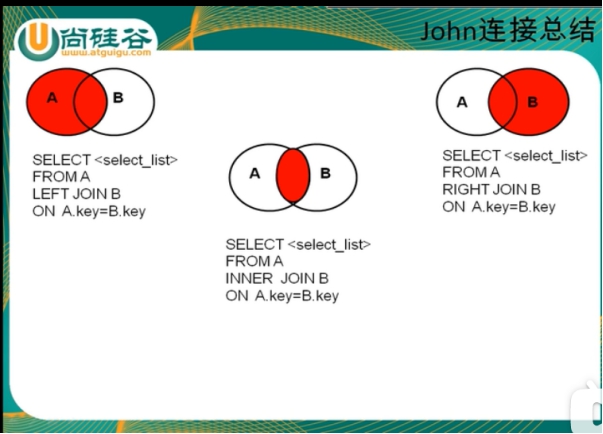 U尚硅谷
www.atguigu.com
John连接总结
A B
SELECT <select_list>
FROM A
LEFT JOIN B
ON A.key=B.key
A B
SELECT <select_list>
FROM A
INNER JOIN B
ON A.key=B.key
A B
SELECT <select_list>
FROM A
RIGHT JOIN B
ON A.key=B.key